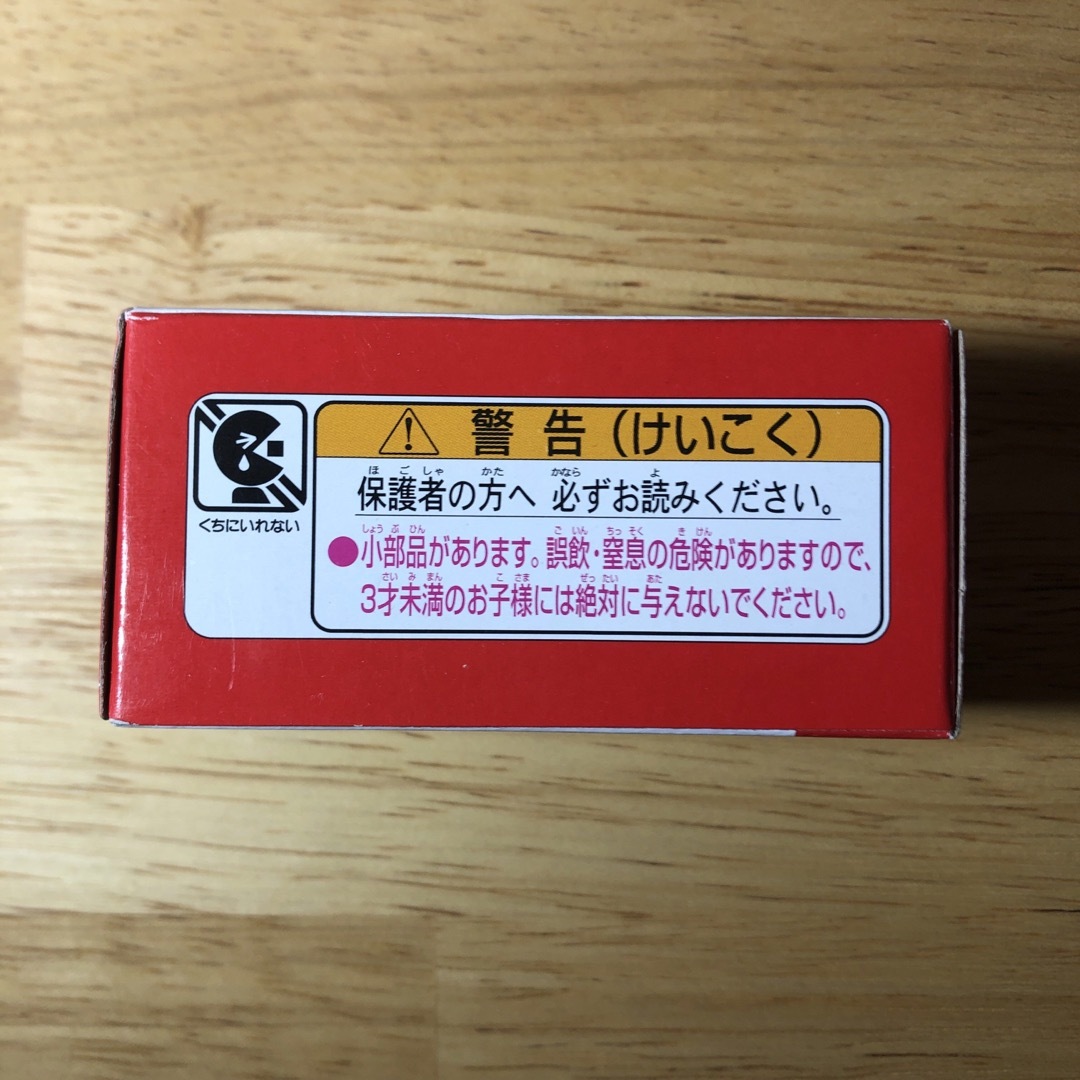 警告(けいこく)
ほごしゃ かた かなら よ
保護者の方へ 必ずお読みください。
しょうぶひん ごいん ちっそく きけん
●小部品があります。誤飲・窒息の危険がありますので、
さいみまん こさま ぜったい あた
3才未満のお子様には絶対に与えないでください。
くちにいれない